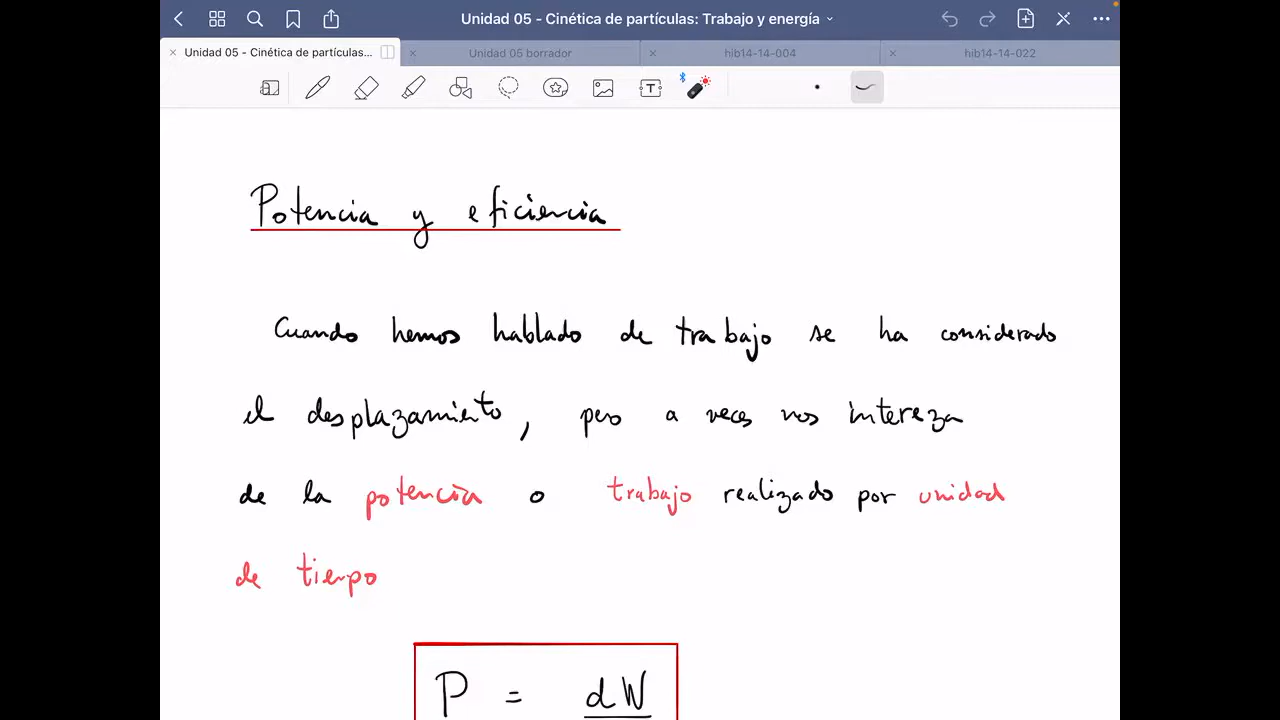 Unidad 05 - Cinética de partículas: Trabajo y energía
Unidad 05 - Cinética de partículas...
Unidad 05 borrador
hib14-14-004
hib14-14-022
T
Potencia y eficiencia
Cuando hemos hablado de trabajo se ha considerado
el desplazamiento, pero a veces nos intereza
de la potencia o trabajo realizado por unidad
de tiempo
P = dW